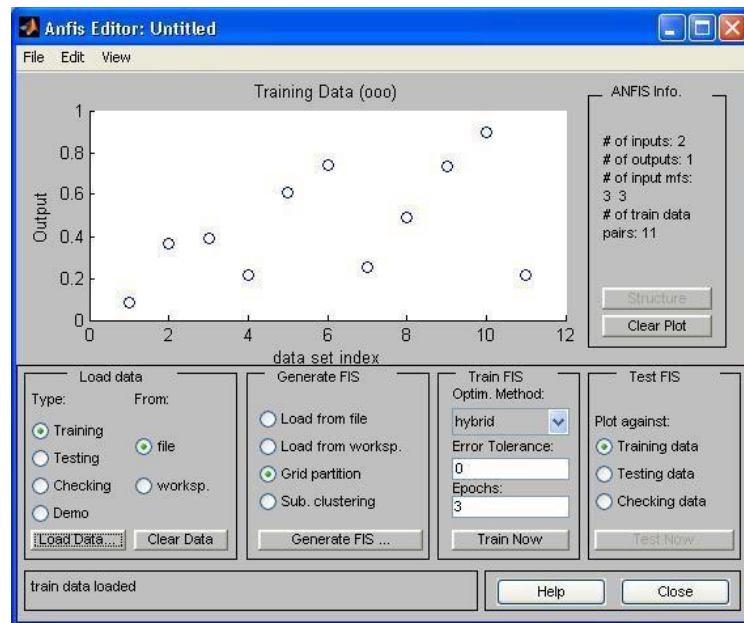 Anfis Editor: Untitled
File Edit View
Training Data (ooo)
1
0.8
0.6
0.4
0.2
0
Output
0 2 4 6 8 10 12
data set index
ANFIS Info.
# of inputs: 2
# of outputs: 1
# of input mfs:
3 3
# of train data
pairs: 11
Structure
Clear Plot
Load data
Type: From:
Training
file
Testing
Checking
worksp.
Demo
Load Data... Clear Data
Generate FIS
Load from file
Load from worksp.
Grid partition
Sub. clustering
Generate FIS ...
Train FIS
Optim. Method:
hybrid
Error Tolerance:
0
Epochs:
3
Train Now
Test FIS
Plot against:
Training data
Testing data
Checking data
Test Now
train data loaded
Help Close